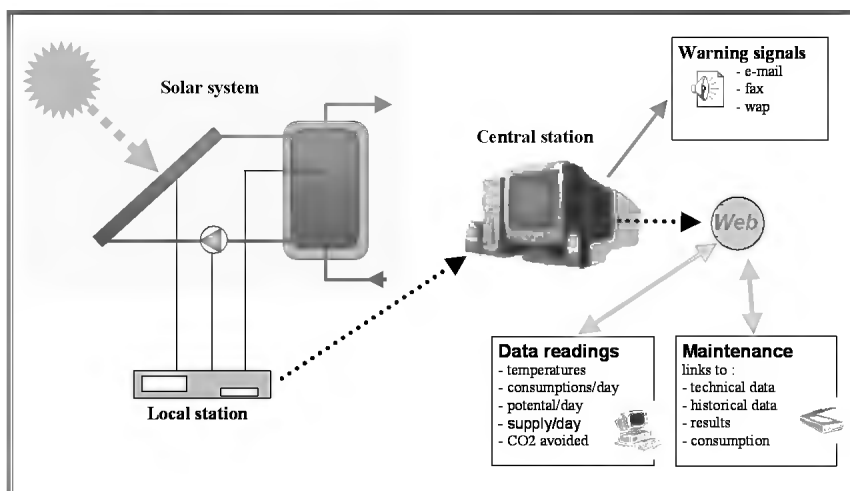 Solar system
Local station
Central station
Warning signals
- e-mail
- fax
- wap
Web
Data readings
- temperatures
- consumptions/day
- potental/day
- supply/day
- CO2 avoided
Maintenance
links to :
- technical data
- historical data
- results
- consumption